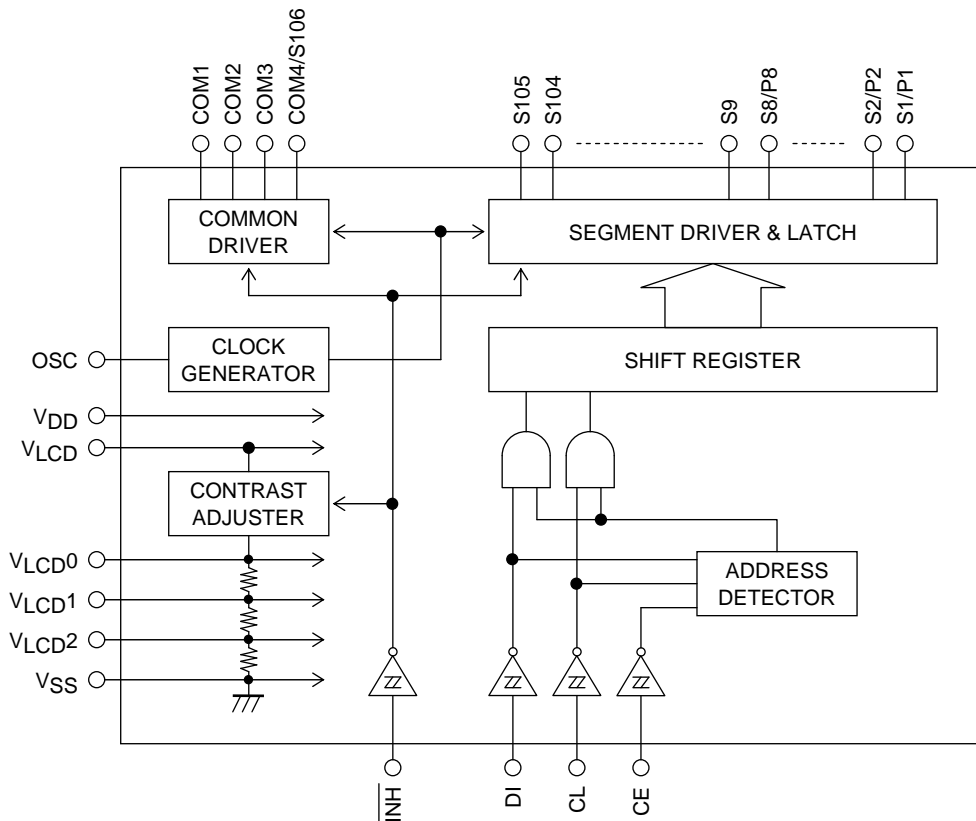 COM1
COM2
COM3
COM4/S106
S105
S104
S9
S8/P8
S2/P2
S1/P1
COMMON
DRIVER
SEGMENT DRIVER & LATCH
OSC
CLOCK
GENERATOR
SHIFT REGISTER
VDD
VLCD
CONTRAST
ADJUSTER
VLCD0
VLCD1
VLCD2
VSS
ADDRESS
DETECTOR
INH
DI
CL
CE